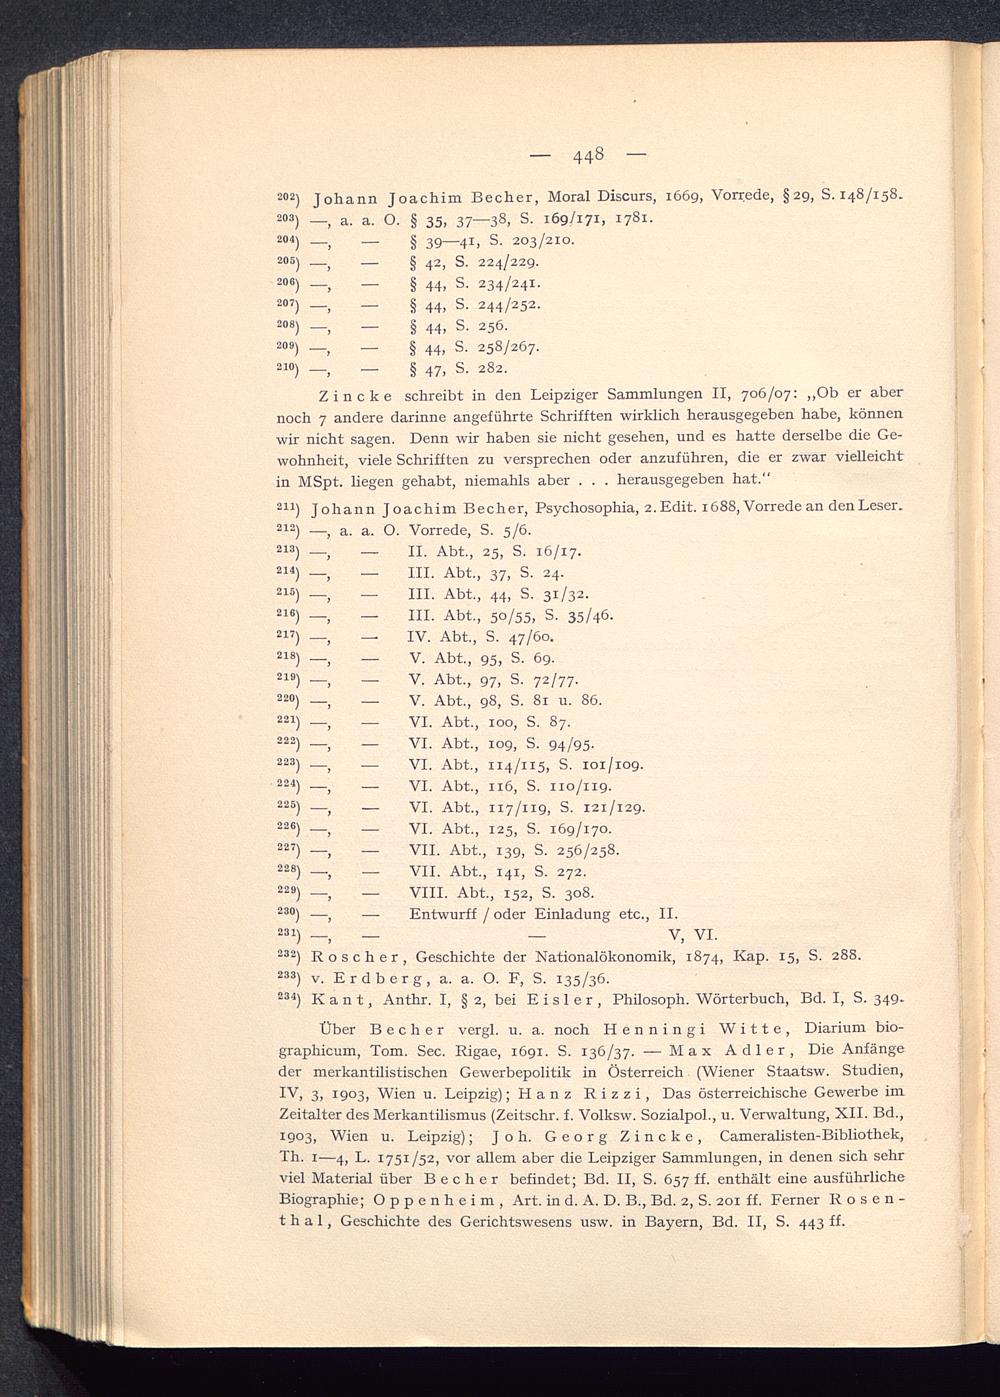 — 448 —
202) Johann Joachim Becher, Moral Discurs, 1669, Vorrede, § 29, S. 148/158.
203) —, a. a. O. § 35, 37—38, S. 169/171, 1781.
204) —, — § 39—41, S. 203/210.
205) —, — § 42, S. 224/229.
206) —, — § 44, S. 234/241.
207) —, — § 44, S. 244/252.
208) —, — § 44, S. 256.
209) —, — § 44, S. 258/267.
210) —, — § 47, S. 282.
Zincke schreibt in den Leipziger Sammlungen II, 706/07: „Ob er aber
noch 7 andere darinne angeführte Schrifften wirklich herausgegeben habe, können
wir nicht sagen. Denn wir haben sie nicht gesehen, und es hatte derselbe die Ge-
wohnheit, viele Schrifften zu versprechen oder anzuführen, die er zwar vielleicht
in MSpt. liegen gehabt, niemahls aber . . . herausgegeben hat.“
211) Johann Joachim Becher, Psychosophia, 2. Edit. 1688, Vorrede an den Leser.
212) —, a. a. O. Vorrede, S. 5/6.
213) —, — II. Abt., 25, S. 16/17.
214) —, — III. Abt., 37, S. 24.
215) —, — III. Abt., 44, S. 31/32.
216) —, — III. Abt., 50/55, S. 35/46.
217) —, — IV. Abt., S. 47/60.
218) —, — V. Abt., 95, S. 69.
219) —, — V. Abt., 97, S. 72/77.
220) —, — V. Abt., 98, S. 81 u. 86.
221) —, — VI. Abt., 100, S. 87.
222) —, — VI. Abt., 109, S. 94/95.
223) —, — VI. Abt., 114/115, S. 101/109.
224) —, — VI. Abt., 116, S. 110/119.
225) —, — VI. Abt., 117/119, S. 121/129.
226) —, — VI. Abt., 125, S. 169/170.
227) —, — VII. Abt., 139, S. 256/258.
228) —, — VII. Abt., 141, S. 272.
229) —, — VIII. Abt., 152, S. 308.
230) —, — Entwurff / oder Einladung etc., II.
231) —, — — V, VI.
232) Roscher, Geschichte der Nationalökonomik, 1874, Kap. 15, S. 288.
233) v. Erdberg, a. a. O. F, S. 135/36.
234) Kant, Anthr. I, § 2, bei Eisler, Philosoph. Wörterbuch, Bd. I, S. 349.
Über Becher vergl. u. a. noch Henningi Witte, Diarium bio-
graphicum, Tom. Sec. Rigae, 1691. S. 136/37. — Max Adler, Die Anfänge
der merkantilistischen Gewerbepolitik in Österreich (Wiener Staatsw. Studien,
IV, 3, 1903, Wien u. Leipzig); Hanz Rizzi, Das österreichische Gewerbe im
Zeitalter des Merkantilismus (Zeitschr. f. Volksw. Sozialpol., u. Verwaltung, XII. Bd.,
1903, Wien u. Leipzig); Joh. Georg Zincke, Cameralisten-Bibliothek,
Th. 1—4, L. 1751/52, vor allem aber die Leipziger Sammlungen, in denen sich sehr
viel Material über Becher befindet; Bd. II, S. 657 ff. enthält eine ausführliche
Biographie; Oppenheim, Art. in d. A. D. B., Bd. 2, S. 201 ff. Ferner Rosen-
thal, Geschichte des Gerichtswesens usw. in Bayern, Bd. II, S. 443 ff.